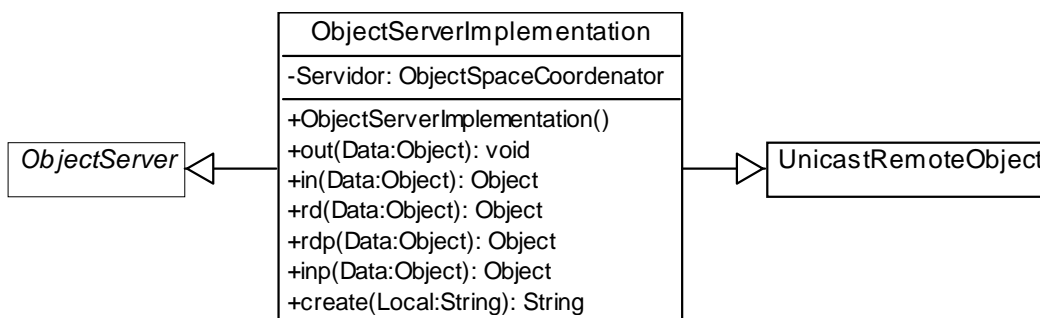 ObjectServerImplementation
-Servidor: ObjectSpaceCoordenator
+ObjectServerImplementation()
+out(Data:Object): void
+in(Data:Object): Object
+rd(Data:Object): Object
+rdp(Data:Object): Object
+inp(Data:Object): Object
+create(Local:String): String
ObjectServer
UnicastRemoteObject